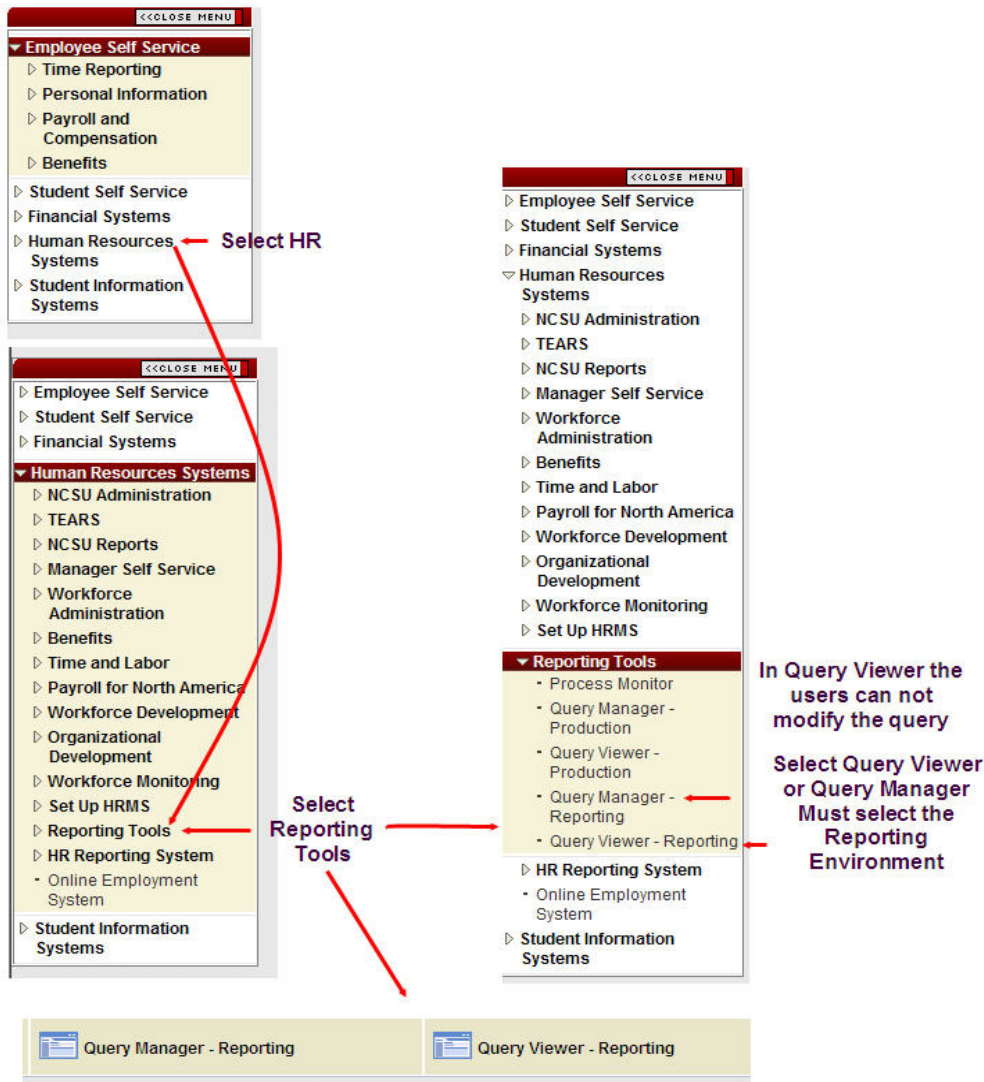 <<CLOSE MENU
Employee Self Service
Time Reporting
Personal Information
Payroll and
Compensation
Benefits
Student Self Service
Financial Systems
Human Resources
Systems
Student Information
Systems
Select HR
<<CLOSE MENU
Employee Self Service
Student Self Service
Financial Systems
Human Resources Systems
NCSU Administration
TEARS
NCSU Reports
Manager Self Service
Workforce
Administration
Benefits
Time and Labor
Payroll for North America
Workforce Development
Organizational
Development
Workforce Monitoring
Set Up HRMS
Reporting Tools
HR Reporting System
- Online Employment
System
Student Information
Systems
Select
Reporting
Tools
<<CLOSE MENU
Employee Self Service
Student Self Service
Financial Systems
Human Resources
Systems
NCSU Administration
TEARS
NCSU Reports
Manager Self Service
Workforce
Administration
Benefits
Time and Labor
Payroll for North America
Workforce Development
Organizational
Development
Workforce Monitoring
Set Up HRMS
Reporting Tools
- Process Monitor
- Query Manager -
Production
- Query Viewer -
Production
- Query Manager -
Reporting
- Query Viewer - Reporting
HR Reporting System
- Online Employment
System
Student Information
Systems
In Query Viewer the
users can not
modify the query
Select Query Viewer
or Query Manager
Must select the
Reporting
Environment
Query Manager - Reporting
Query Viewer - Reporting